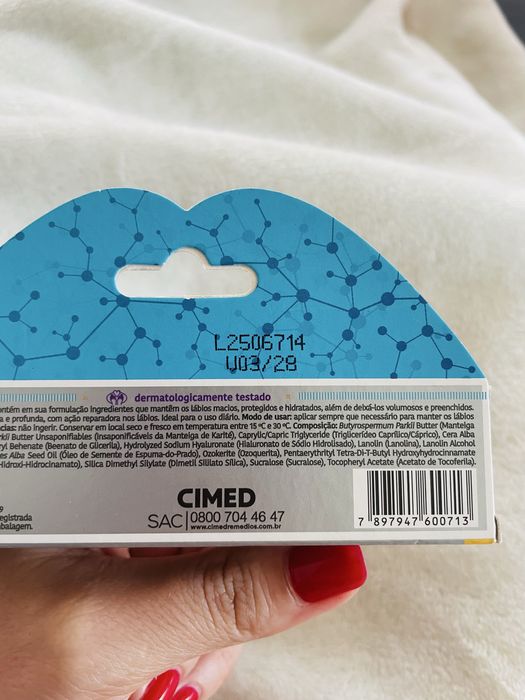 L2506714
V03/28
dermatologicamente testado
contém em sua formulação ingredientes que mantêm os lábios macios, protegidos e hidratados, além de deixá-los volumosos e preenchidos.
a e profunda, com ação reparadora nos lábios. Ideal para o uso diário. Modo de usar: aplicar sempre que necessário para manter os lábios
cias: não ingerir. Conservar em local seco e fresco em temperatura entre 15 ºC e 30 ºC. Composição: Butyrospermum Parkii Butter (Manteiga
Parkii Butter Unsaponifiables (Insaponificáveis da Manteiga de Karité), Caprylic/Capric Triglyceride (Triglicerídeo Caprílico/Cáprico), Cera Alba
ryl Behenate (Beenato de Glicerila), Hydrolyzed Sodium Hyaluronate (Hialuronato de Sódio Hidrolisado), Lanolin (Lanolina), Lanolin Alcohol
es Alba Seed Oil (Óleo de Semente de Espuma-do-Prado), Ozokerite (Ozoquerita), Pentaerythrityl Tetra-Di-T-Butyl Hydroxyhydrocinnamate
Hidroxi-Hidrocinamato), Silica Dimethyl Silylate (Dimetil Sililato Sílica), Sucralose (Sucralose), Tocopheryl Acetate (Acetato de Tocoferila).
CIMED
SAC 0800 704 46 47
www.cimedremedios.com.br
9
egistrada
balagem.
7 897947 600713